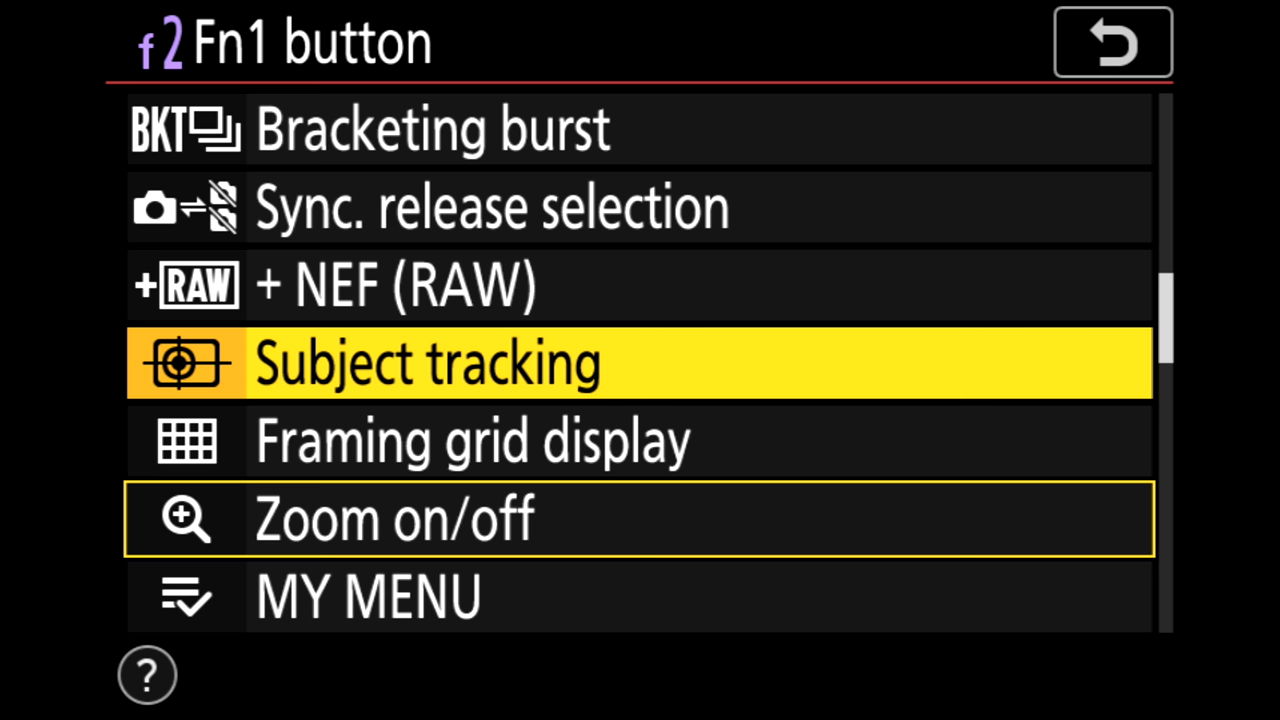 f2 Fn1 button
BKT Bracketing burst
Sync. release selection
+RAW + NEF (RAW)
Subject tracking
Framing grid display
Zoom on/off
MY MENU
?